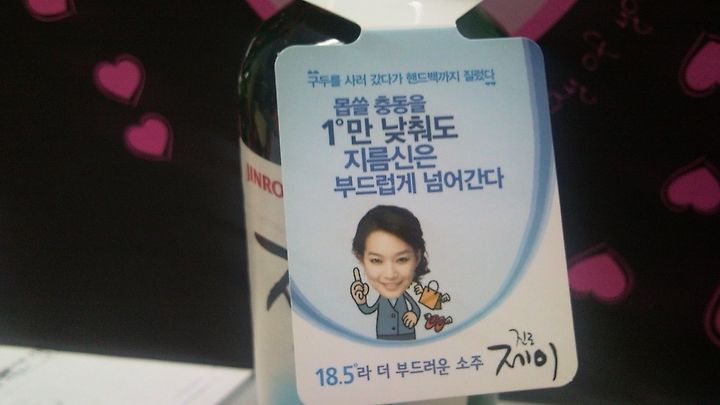 "구두를 사러 갔다가 핸드백까지 질렀다"
몹쓸 충동을
1°만 낮춰도
지름신은
부드럽게 넘어간다
JINRO
18.5°라 더 부드러운 소주
진로
제이